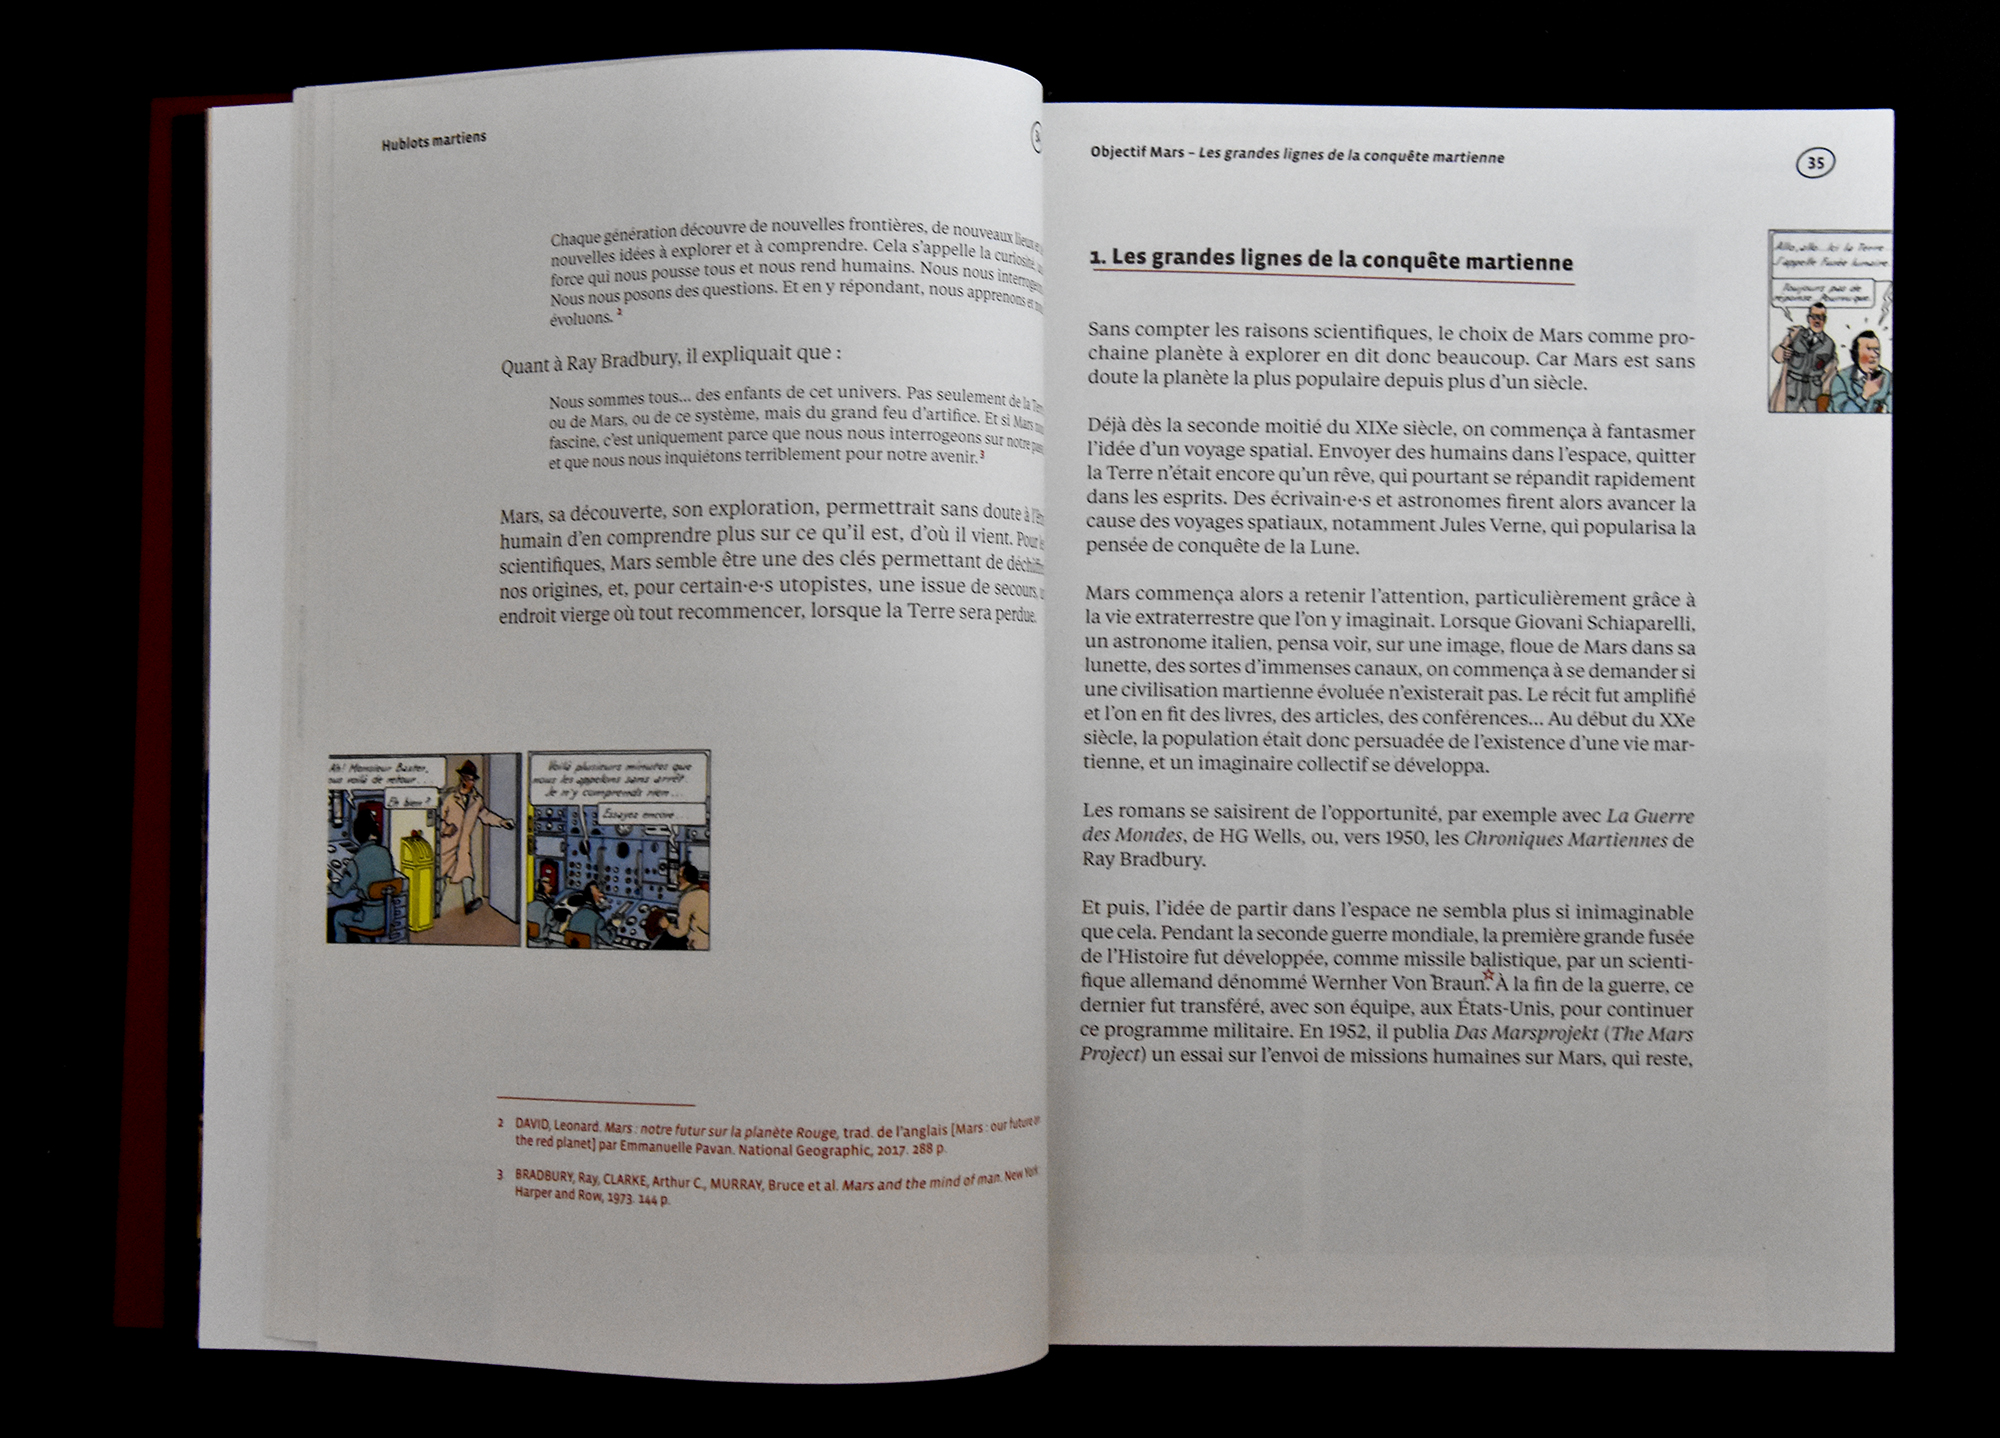 Hublots martiens
Chaque génération découvre de nouvelles frontières, de nouveaux lieux
nouvelles idées à explorer et à comprendre. Cela s'appelle la curiosité,
force qui nous pousse tous et nous rend humains. Nous nous interrogeons
Nous nous posons des questions. Et en y répondant, nous apprenons et
évoluons. 2
Quant à Ray Bradbury, il expliquait que :
Nous sommes tous... des enfants de cet univers. Pas seulement de la
ou de Mars, ou de ce système, mais du grand feu d'artifice. Et si Mars
fascine, c'est uniquement parce que nous nous interrogeons sur notre
et que nous nous inquiétons terriblement pour notre avenir.3
Mars, sa découverte, son exploration, permettrait sans doute à
humain d'en comprendre plus sur ce qu'il est, d'où il vient. Pour
scientifiques, Mars semble être une des clés permettant de
nos origines, et, pour certain·e·s utopistes, une issue de secours,
endroit vierge où tout recommencer, lorsque la Terre sera perdue.
Ah! Monsieur Baxter,
voilà de retour...
Eh bien?
Voilà plusieurs minutes que
nous les appelons sans arrêt.
Je n'y comprends rien...
Essayez encore...
2 DAVID, Leonard. Mars : notre futur sur la planète Rouge, trad. de l'anglais [Mars : our future
the red planet] par Emmanuelle Pavan. National Geographic, 2017. 288 p.
3 BRADBURY, Ray, CLARKE, Arthur C., MURRAY, Bruce et al. Mars and the mind of man. New York
Harper and Row, 1973. 144 p.
Objectif Mars – Les grandes lignes de la conquête martienne
35
1. Les grandes lignes de la conquête martienne
Allo, allo... Ici la Terre.
J'appelle fusée lunaire.
Toujours pas de
réponse. Pourvu que
Sans compter les raisons scientifiques, le choix de Mars comme pro-
chaine planète à explorer en dit donc beaucoup. Car Mars est sans
doute la planète la plus populaire depuis plus d'un siècle.
Déjà dès la seconde moitié du XIXe siècle, on commença à fantasmer
l'idée d'un voyage spatial. Envoyer des humains dans l'espace, quitter
la Terre n'était encore qu'un rêve, qui pourtant se répandit rapidement
dans les esprits. Des écrivain·e·s et astronomes firent alors avancer la
cause des voyages spatiaux, notamment Jules Verne, qui popularisa la
pensée de conquête de la Lune.
Mars commença alors a retenir l'attention, particulièrement grâce à
la vie extraterrestre que l'on y imaginait. Lorsque Giovani Schiaparelli,
un astronome italien, pensa voir, sur une image, floue de Mars dans sa
lunette, des sortes d'immenses canaux, on commença à se demander si
une civilisation martienne évoluée n'existerait pas. Le récit fut amplifié
et l'on en fit des livres, des articles, des conférences... Au début du XXe
siècle, la population était donc persuadée de l'existence d'une vie mar-
tienne, et un imaginaire collectif se développa.
Les romans se saisirent de l'opportunité, par exemple avec La Guerre
des Mondes, de HG Wells, ou, vers 1950, les Chroniques Martiennes de
Ray Bradbury.
Et puis, l'idée de partir dans l'espace ne sembla plus si inimaginable
que cela. Pendant la seconde guerre mondiale, la première grande fusée
de l'Histoire fut développée, comme missile balistique, par un scienti-
fique allemand dénommé Wernher Von Braun.☆ À la fin de la guerre, ce
dernier fut transféré, avec son équipe, aux États-Unis, pour continuer
ce programme militaire. En 1952, il publia Das Marsprojekt (The Mars
Project) un essai sur l'envoi de missions humaines sur Mars, qui reste,